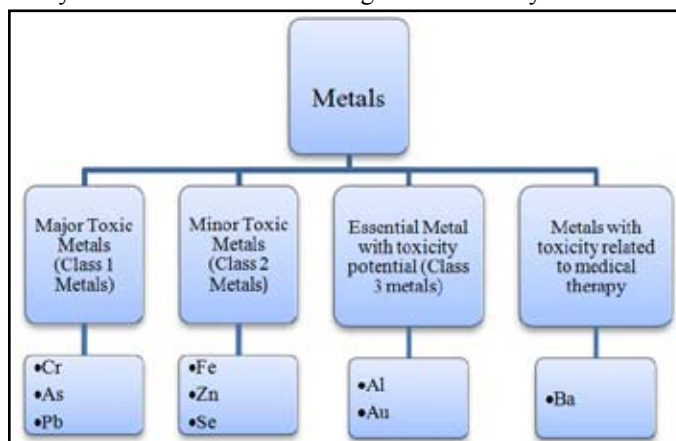 Metals
Major Toxic
Metals
(Class 1
Metals)
Minor Toxic
Metals
(Class 2
Metals)
Essential Metal
with toxicity
potential (Class
3 metals)
Metals with
toxicity related
to medical
therapy
•Cr
•As
•Pb
•Fe
•Zn
•Se
•Al
•Au
•Ba